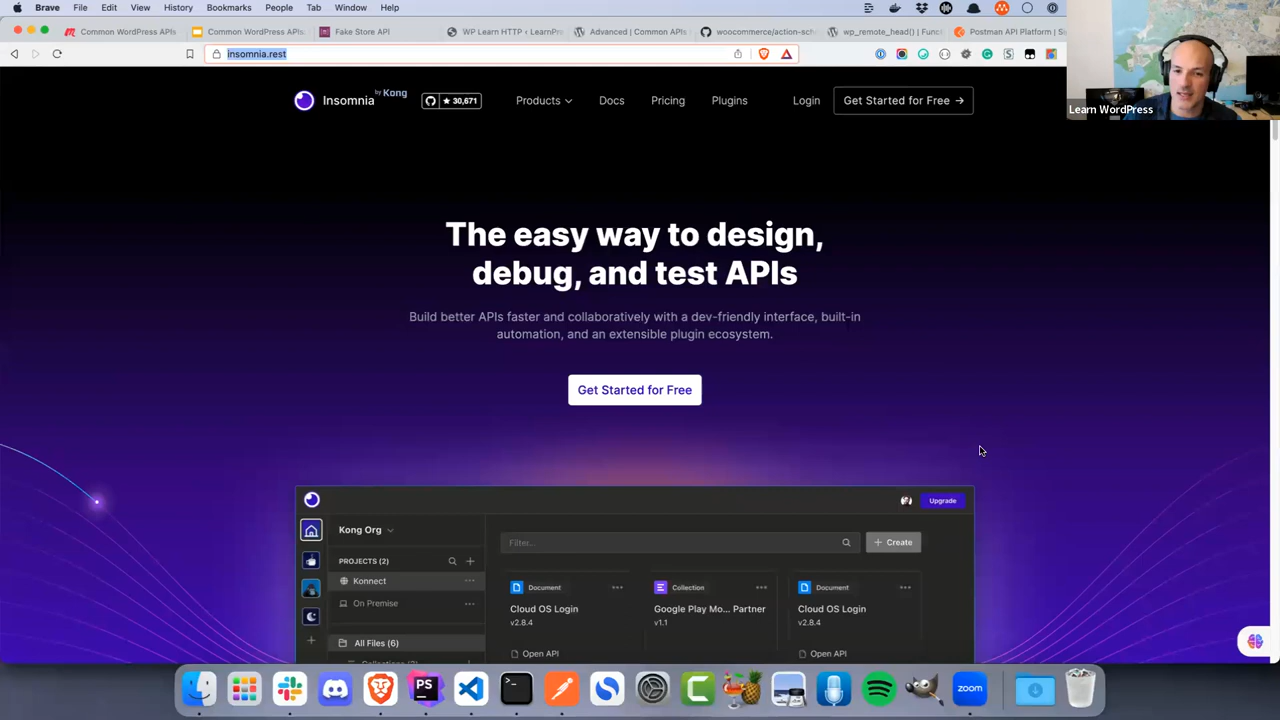 Brave File Edit View History Bookmarks People Tab Window Help
Common WordPress APIs
Common WordPress APIs:
Fake Store API
WP Learn HTTP ‹ LearnPre
Advanced | Common APIs
woocommerce/action-sch
wp_remote_head() | Func
Postman API Platform | Si
insomnia.rest
Learn WordPress
Insomnia by Kong
30,671
Products
Docs
Pricing
Plugins
Login
Get Started for Free →
The easy way to design,
debug, and test APIs
Build better APIs faster and collaboratively with a dev-friendly interface, built-in
automation, and an extensible plugin ecosystem.
Get Started for Free
Upgrade
Kong Org
Filter...
+ Create
PROJECTS (2)
Konnect
On Premise
All Files (6)
Document
Cloud OS Login
v2.8.4
Open API
Collection
Google Play Mo... Partner
v1.1
Document
Cloud OS Login
v2.8.4
Open API
PS
>_
zoom